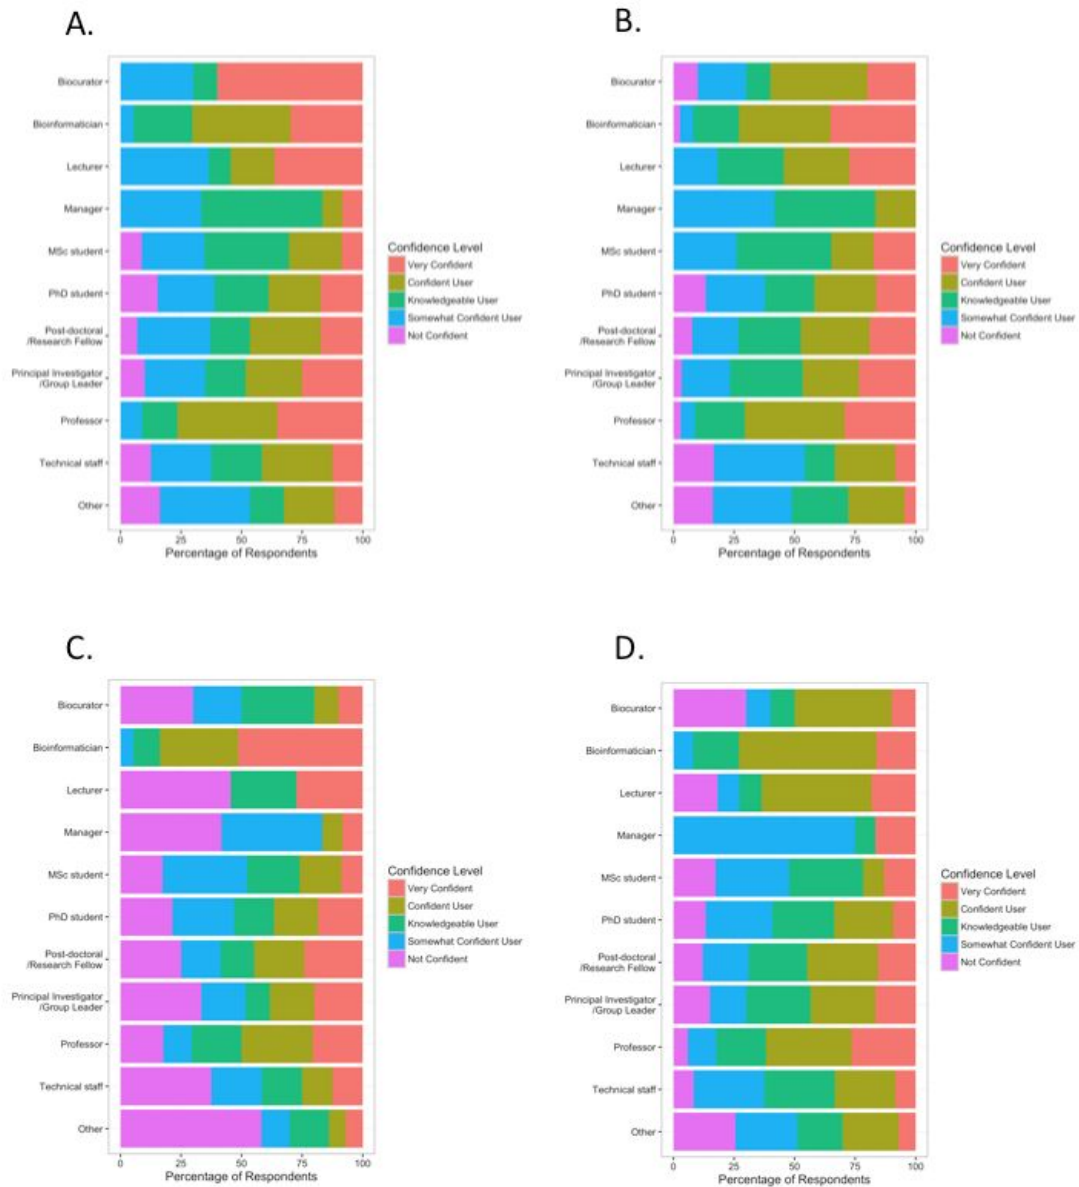 A.
Biocurator
Bioinformatician
Lecturer
Manager
MSc student
PhD student
Post-doctoral
/Research Fellow
Principal Investigator
/Group Leader
Professor
Technical staff
Other
0 25 50 75 100
Percentage of Respondents
Confidence Level
Very Confident
Confident User
Knowledgeable User
Somewhat Confident User
Not Confident
B.
Biocurator
Bioinformatician
Lecturer
Manager
MSc student
PhD student
Post-doctoral
/Research Fellow
Principal Investigator
/Group Leader
Professor
Technical staff
Other
0 25 50 75 100
Percentage of Respondents
Confidence Level
Very Confident
Confident User
Knowledgeable User
Somewhat Confident User
Not Confident
C.
Biocurator
Bioinformatician
Lecturer
Manager
MSc student
PhD student
Post-doctoral
/Research Fellow
Principal Investigator
/Group Leader
Professor
Technical staff
Other
0 25 50 75 100
Percentage of Respondents
Confidence Level
Very Confident
Confident User
Knowledgeable User
Somewhat Confident User
Not Confident
D.
Biocurator
Bioinformatician
Lecturer
Manager
MSc student
PhD student
Post-doctoral
/Research Fellow
Principal Investigator
/Group Leader
Professor
Technical staff
Other
0 25 50 75 100
Percentage of Respondents
Confidence Level
Very Confident
Confident User
Knowledgeable User
Somewhat Confident User
Not Confident